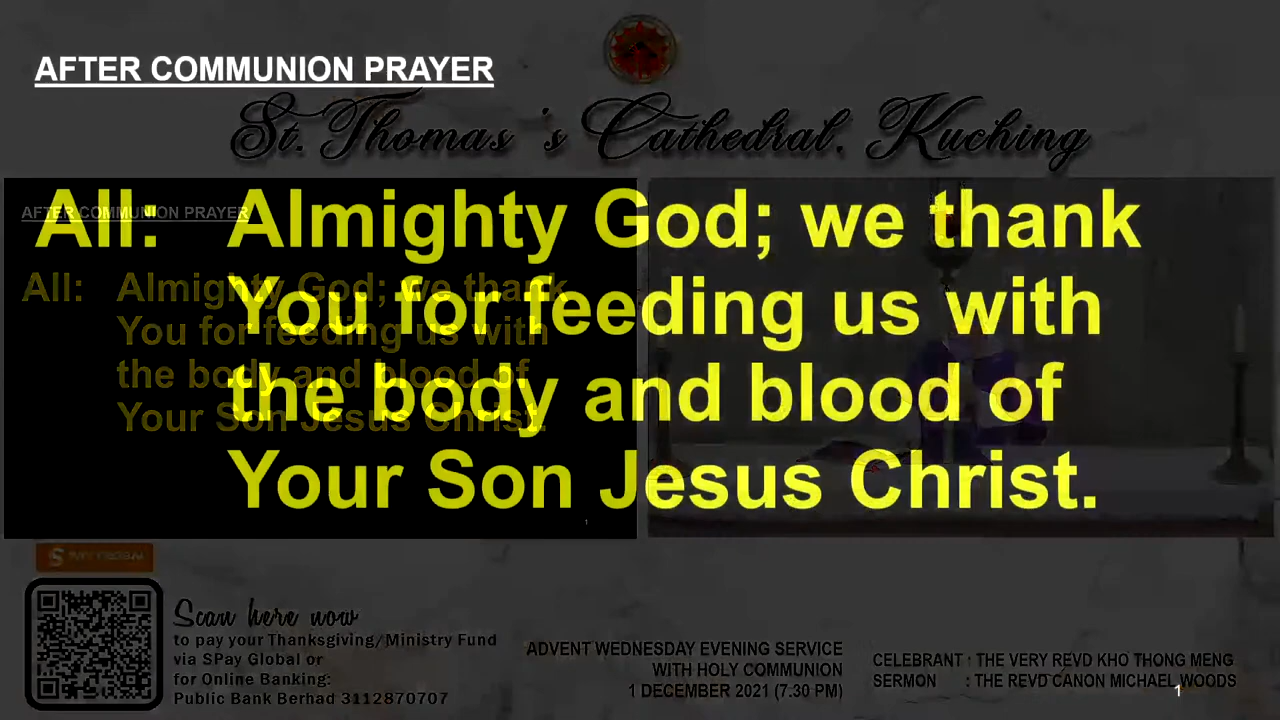 AFTER COMMUNION PRAYER
St. Thomas 's Cathedral. Kuching
All: Almighty God; we thank
You for feeding us with
the body and blood of
Your Son Jesus Christ.
AFTER COMMUNION PRAYER
All: Almighty God; we thank
You for feeding us with
the body and blood of
Your Son Jesus Christ.
1
Scan here now
to pay your Thanksgiving/Ministry Fund
via SPay Global or
for Online Banking:
Public Bank Berhad 3112870707
ADVENT WEDNESDAY EVENING SERVICE
WITH HOLY COMMUNION
1 DECEMBER 2021 (7.30 PM)
CELEBRANT : THE VERY REVD KHO THONG MENG
SERMON : THE REVD CANON MICHAEL WOODS
1